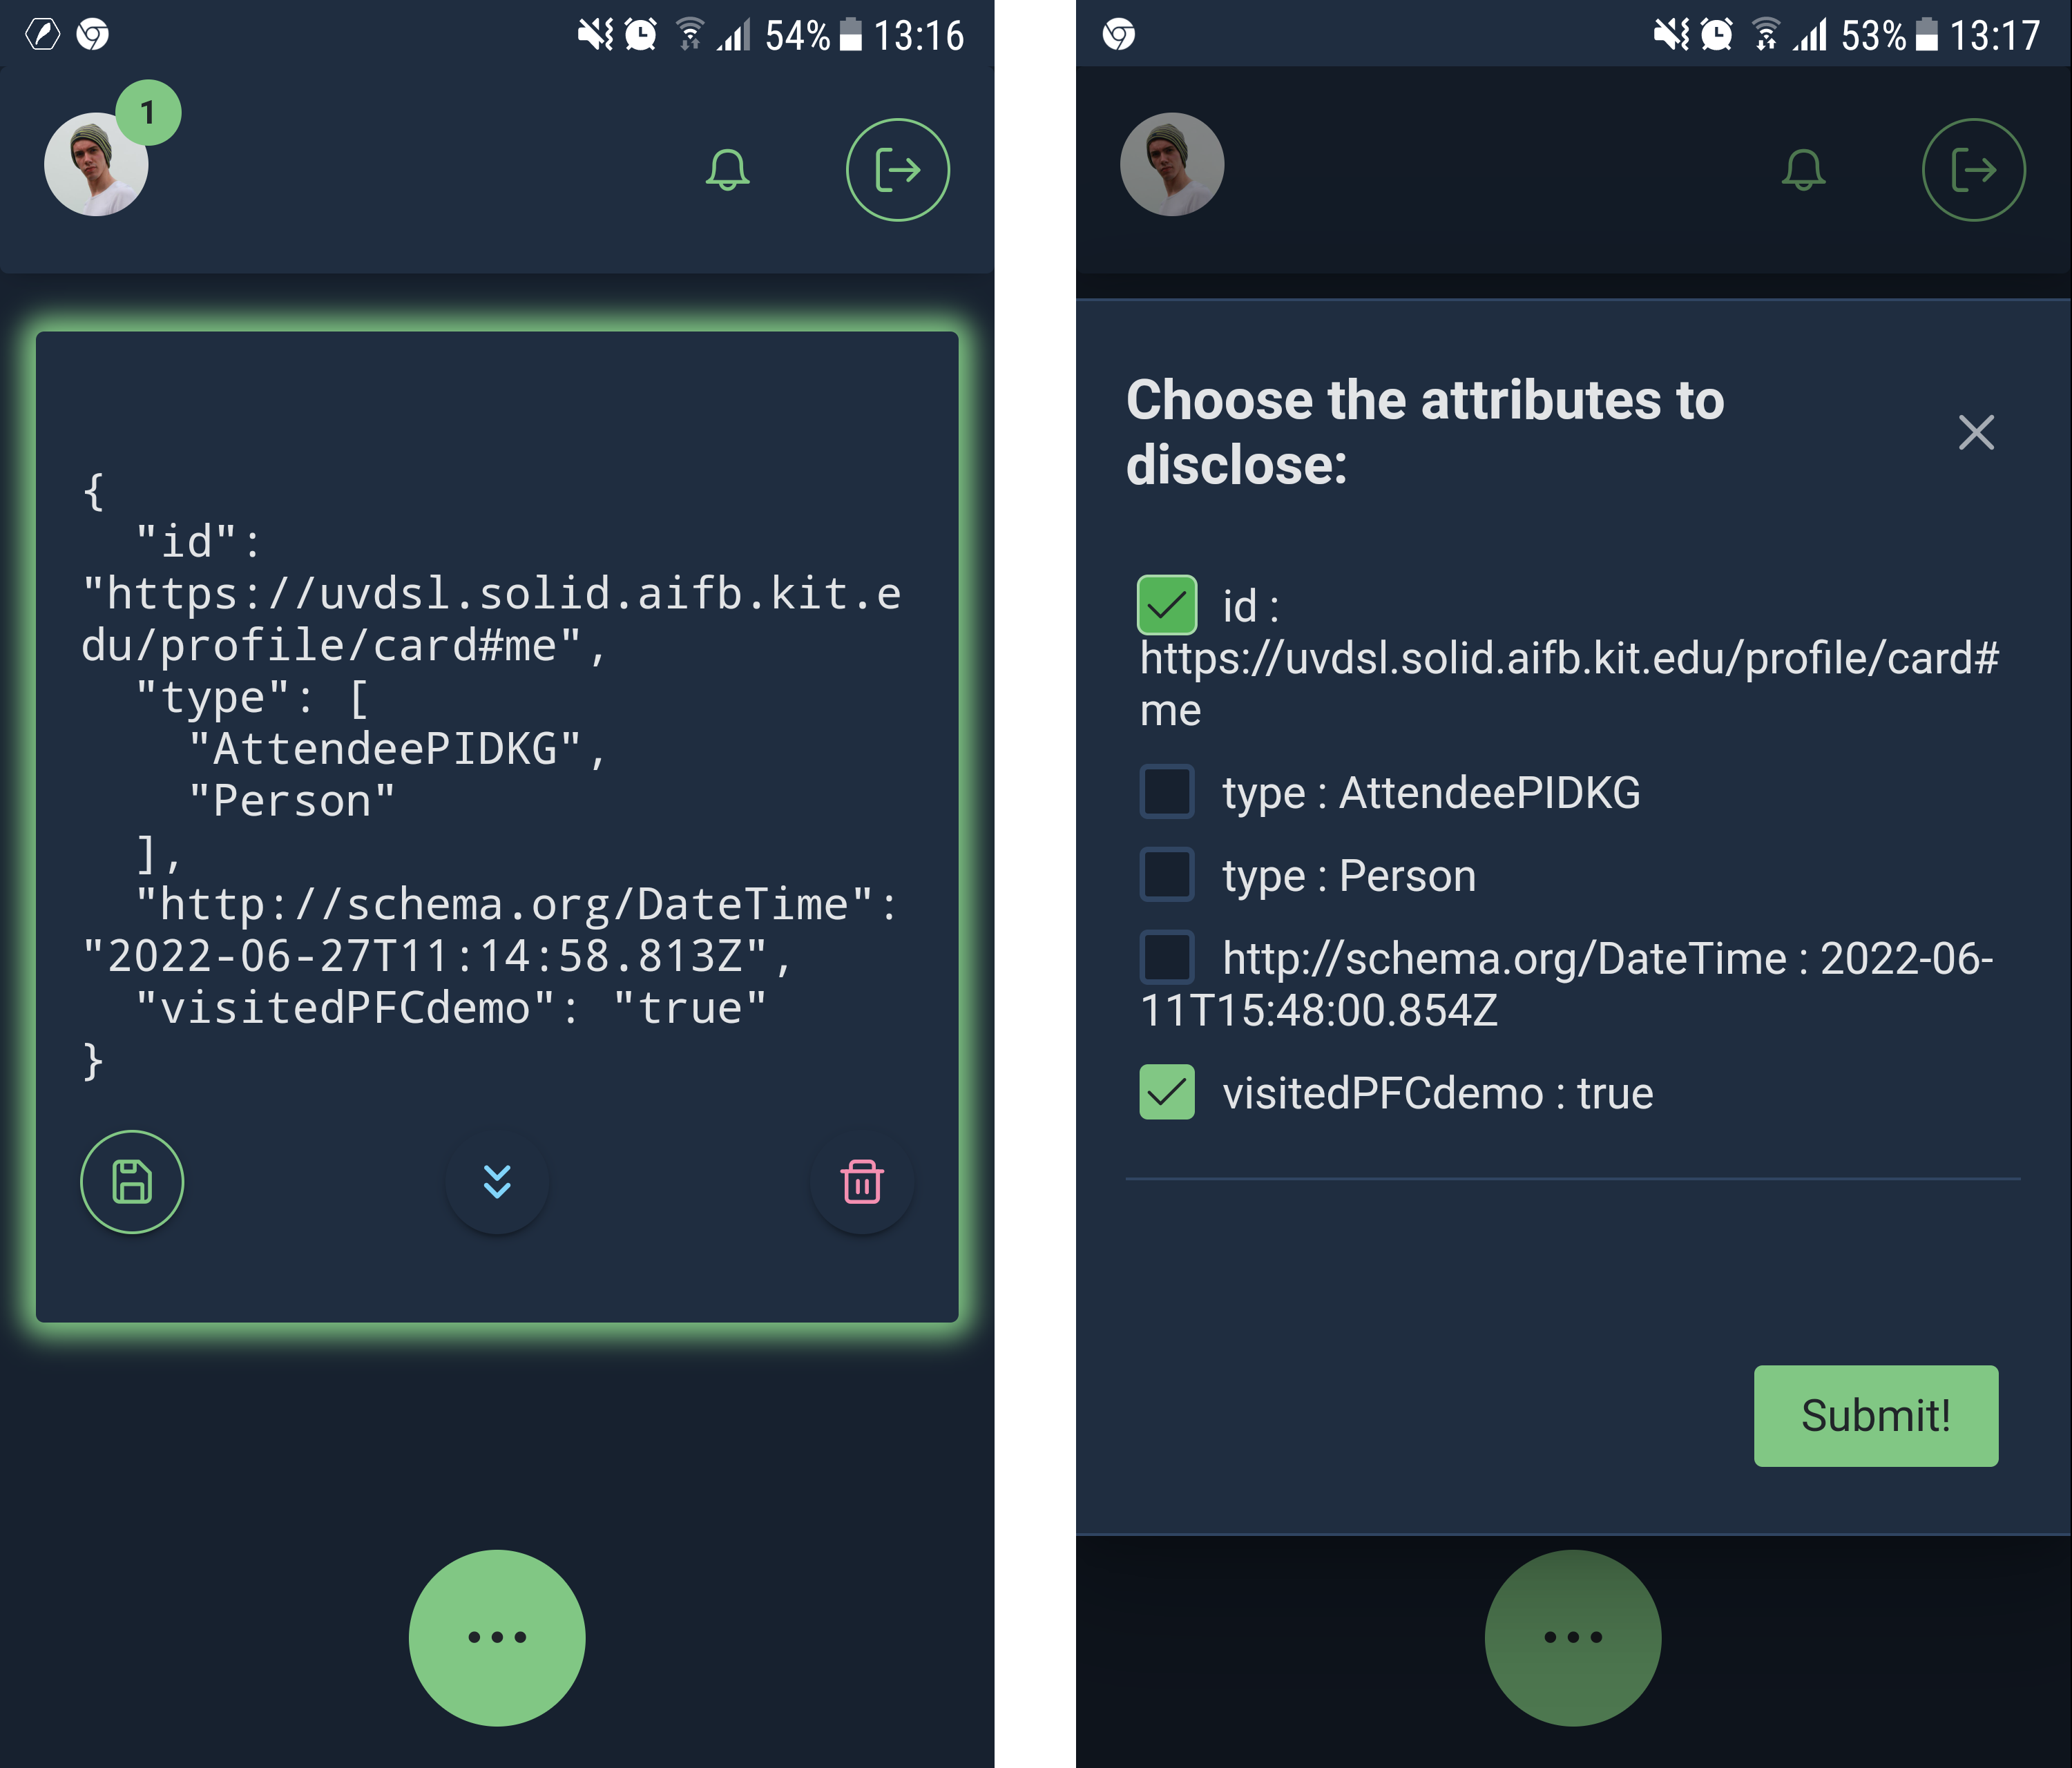 54% 13:16
1
{
"id":
"https://uvdsl.solid.aifb.kit.e
du/profile/card#me",
"type": [
"AttendeePIDKG",
"Person"
],
"http://schema.org/DateTime":
"2022-06-27T11:14:58.813Z",
"visitedPFCdemo": "true"
}
53% 13:17
Choose the attributes to
disclose:
id :
https://uvdsl.solid.aifb.kit.edu/profile/card#
me
type : AttendeePIDKG
type : Person
http://schema.org/DateTime : 2022-06-
11T15:48:00.854Z
visitedPFCdemo : true
Submit!